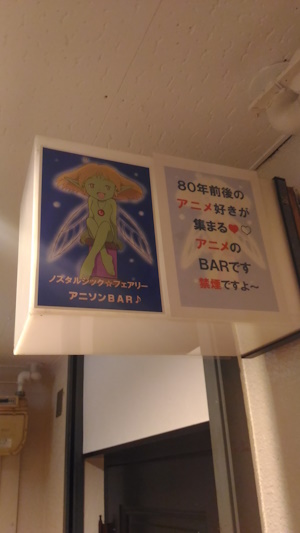 ノスタルジック☆フェアリー
アニソンBAR♪
80年前後の
アニメ好きが
集まる♥♡
アニメの
BARです
禁煙ですよ～